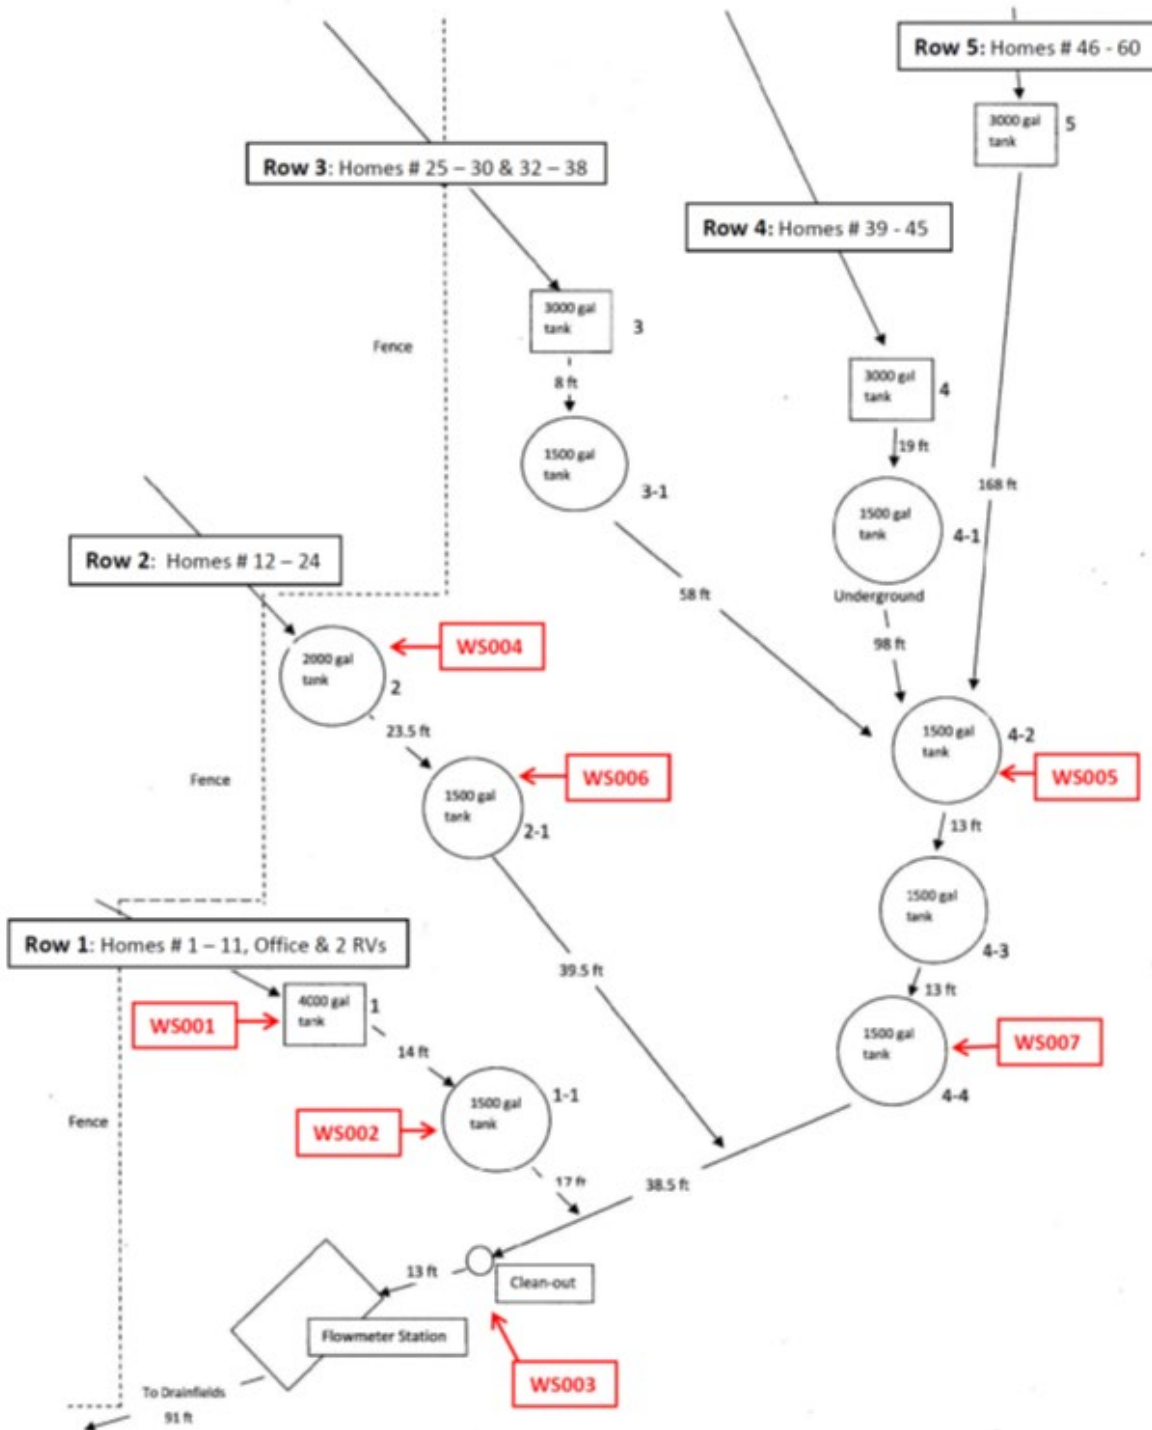 Row 5: Homes # 46 - 60
3000 gal
tank
5
Row 3: Homes # 25 – 30 & 32 – 38
Row 4: Homes # 39 - 45
3000 gal
tank
3
Fence
8 ft
3000 gal
tank
4
19 ft
1500 gal
tank
3-1
168 ft
1500 gal
tank
4-1
Row 2: Homes # 12 – 24
58 ft
Underground
98 ft
WS004
2000 gal
tank
2
23.5 ft
1500 gal
tank
4-2
WS005
Fence
WS006
1500 gal
tank
2-1
13 ft
1500 gal
tank
4-3
Row 1: Homes # 1 – 11, Office & 2 RVs
39.5 ft
13 ft
4000 gal
tank
1
WS001
14 ft
1500 gal
tank
WS007
4-4
1-1
1500 gal
tank
Fence
WS002
17 ft
38.5 ft
13 ft
Clean-out
Flowmeter Station
WS003
To Drainfields
91 ft